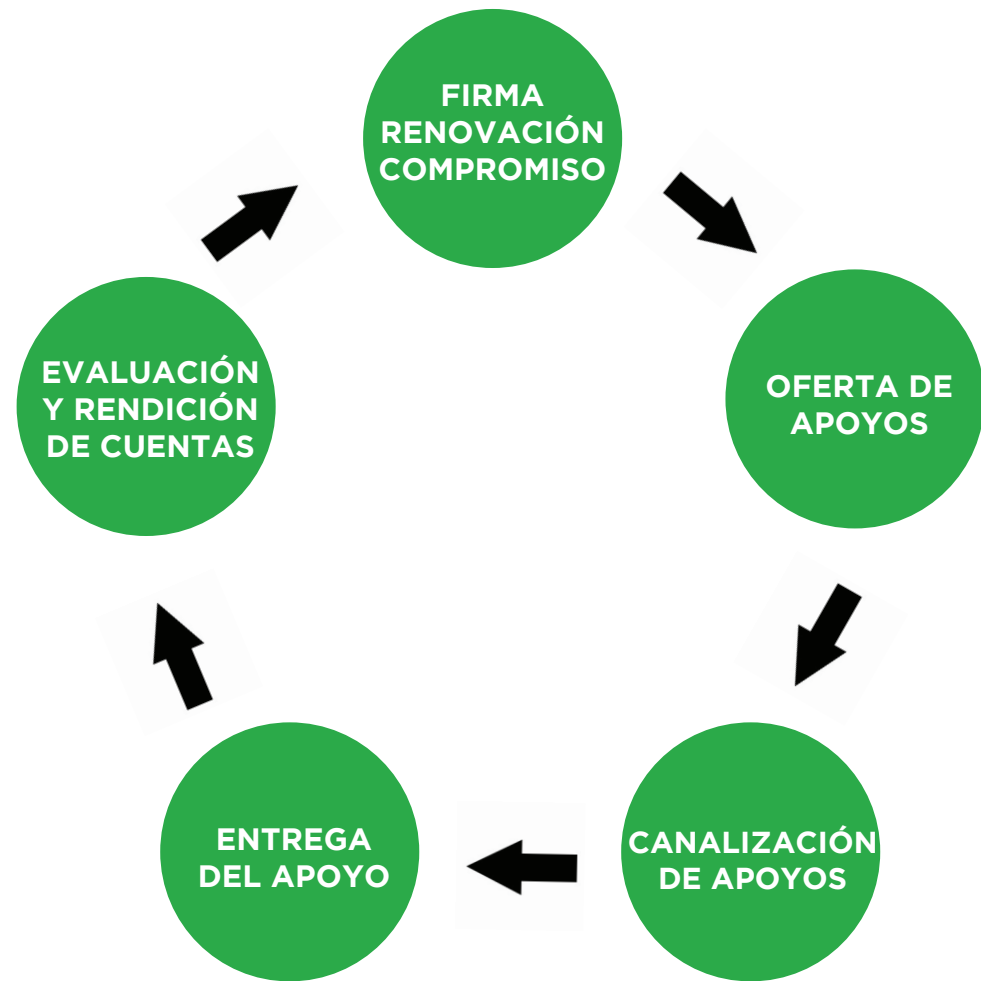 FIRMA
RENOVACIÓN
COMPROMISO
OFERTA DE
APOYOS
CANALIZACIÓN
DE APOYOS
ENTREGA
DEL APOYO
EVALUACIÓN
Y RENDICIÓN
DE CUENTAS